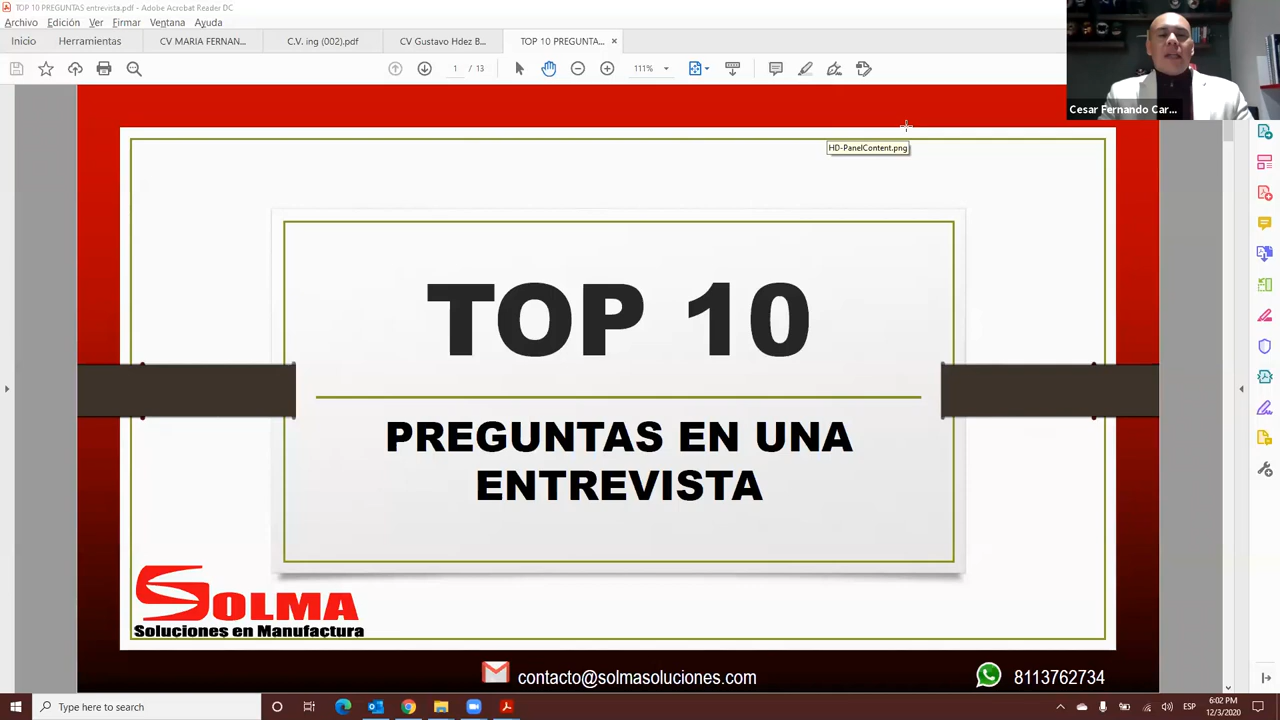 TOP 10 PREGUNTAS entrevista.pdf - Adobe Acrobat Reader DC
Archivo Edición Ver Firmar Ventana Ayuda
Inicio Herramientas CV MARIA FERNAN... C.V. ing (002).pdf CV Gustavo Hdez B... TOP 10 PREGUNTA... ×
1 / 13 111%
Cesar Fernando Car...
HD-PanelContent.png
TOP 10
PREGUNTAS EN UNA
ENTREVISTA
SOLMA
Soluciones en Manufactura
contacto@solmasoluciones.com 8113762734
Type here to search
ESP
6:02 PM
12/3/2020